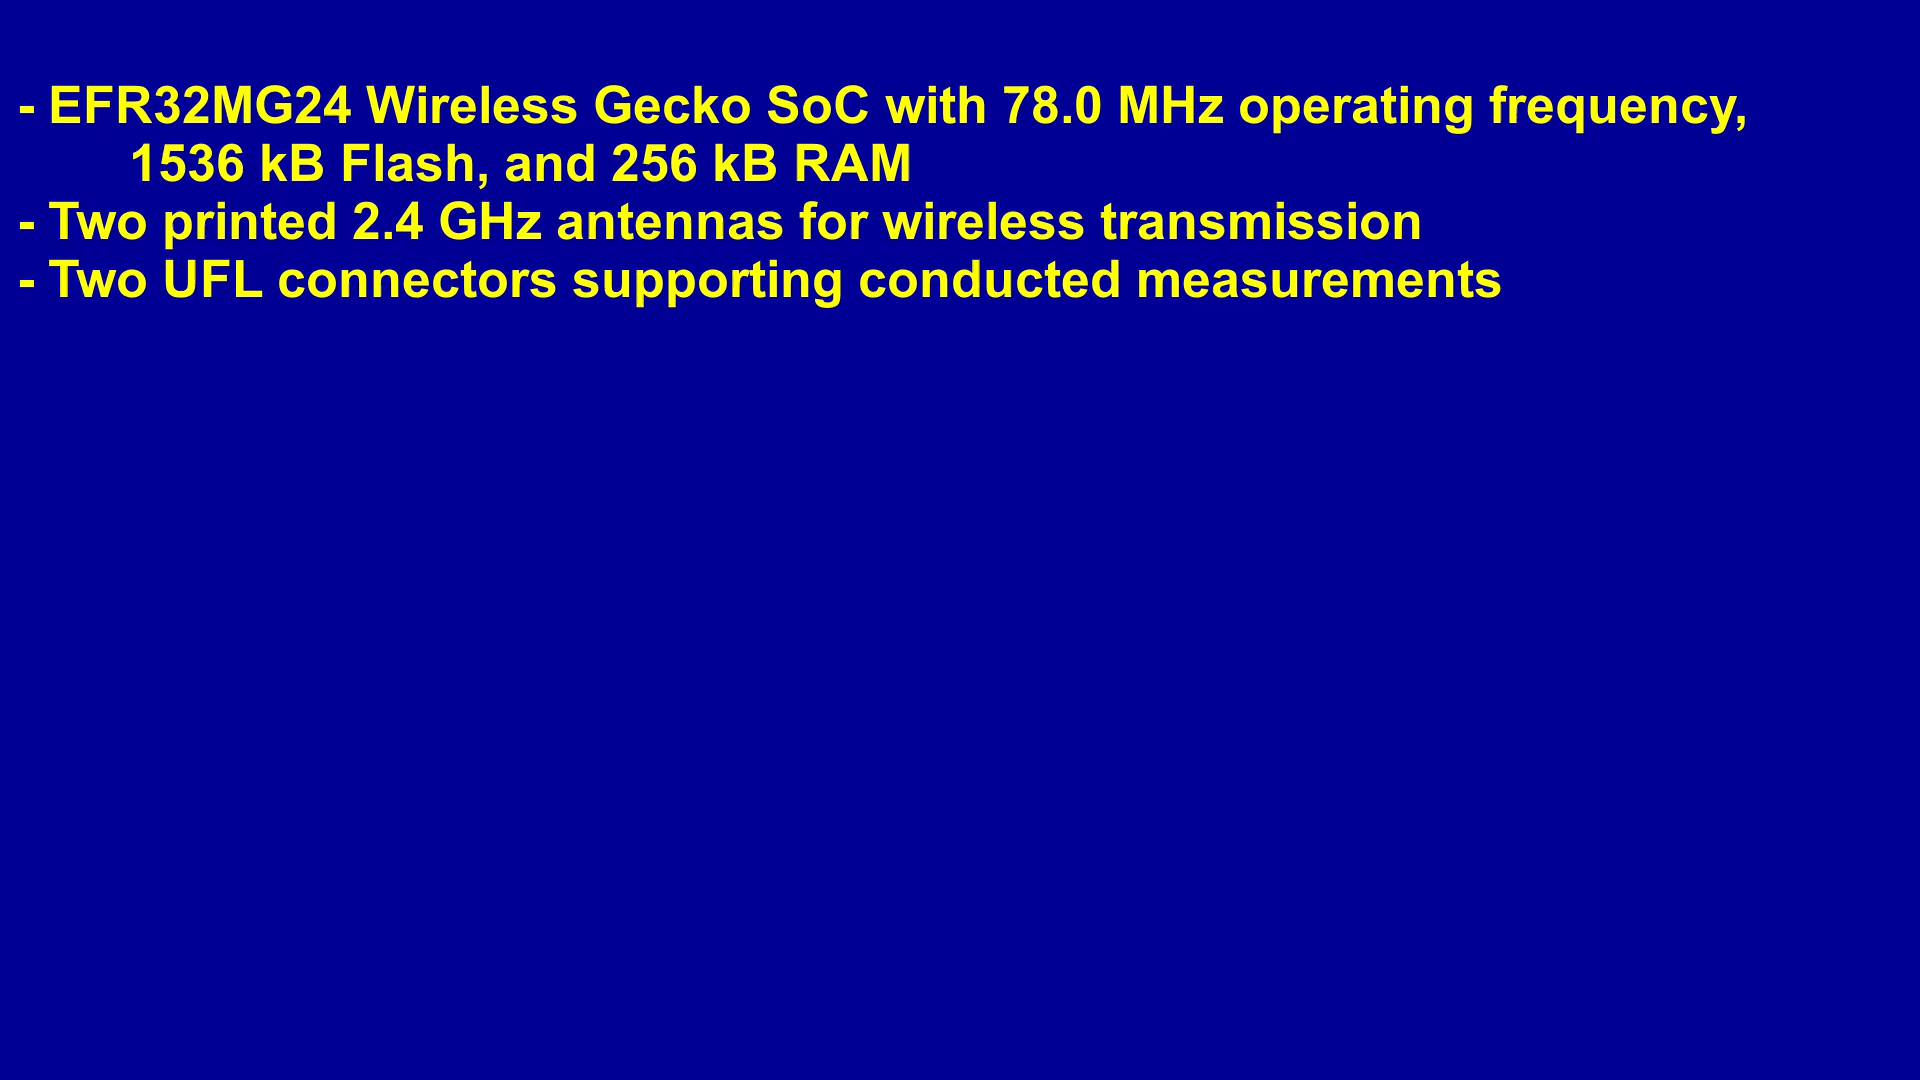 - EFR32MG24 Wireless Gecko SoC with 78.0 MHz operating frequency,
1536 kB Flash, and 256 kB RAM
- Two printed 2.4 GHz antennas for wireless transmission
- Two UFL connectors supporting conducted measurements